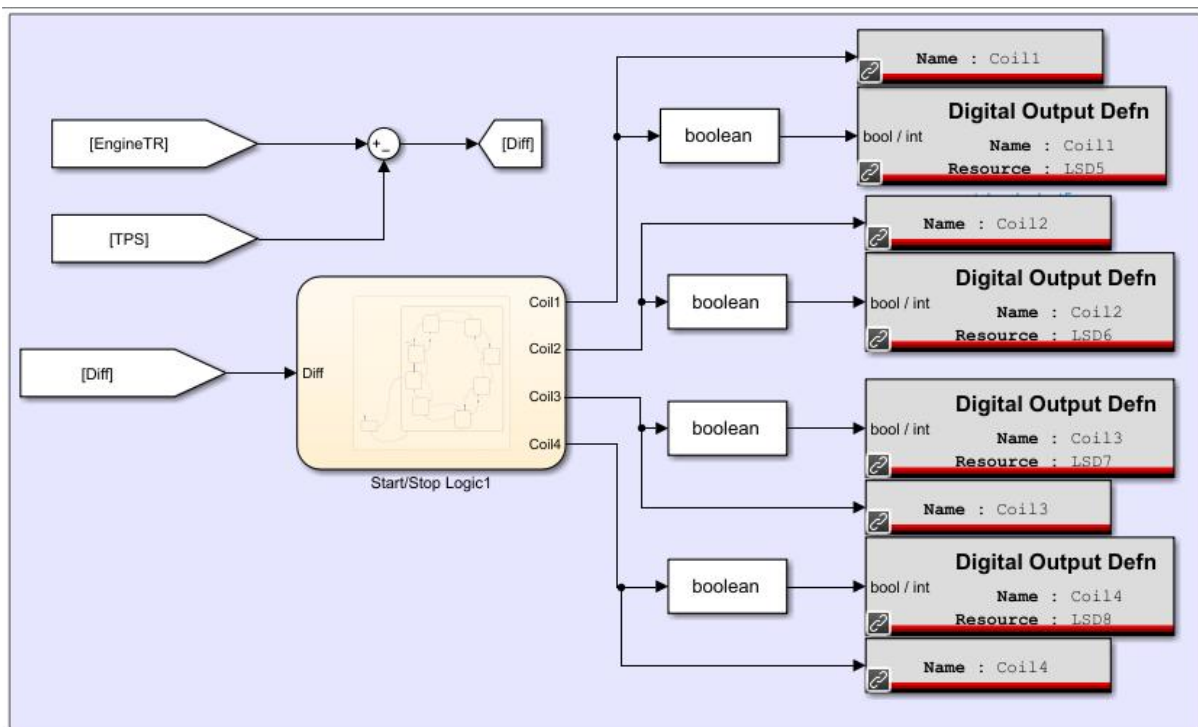 Name : Coil1
Digital Output Defn
[EngineTR]
+-
[Diff]
boolean
bool / int
Name : Coil1
Resource : LSD5
[TPS]
Name : Coil2
Digital Output Defn
Coil1
boolean
bool / int
Name : Coil2
Resource : LSD6
Coil2
[Diff]
Diff
Coil3
Digital Output Defn
boolean
bool / int
Name : Coil3
Resource : LSD7
Coil4
Start/Stop Logic1
Name : Coil3
Digital Output Defn
boolean
bool / int
Name : Coil4
Resource : LSD8
Name : Coil4